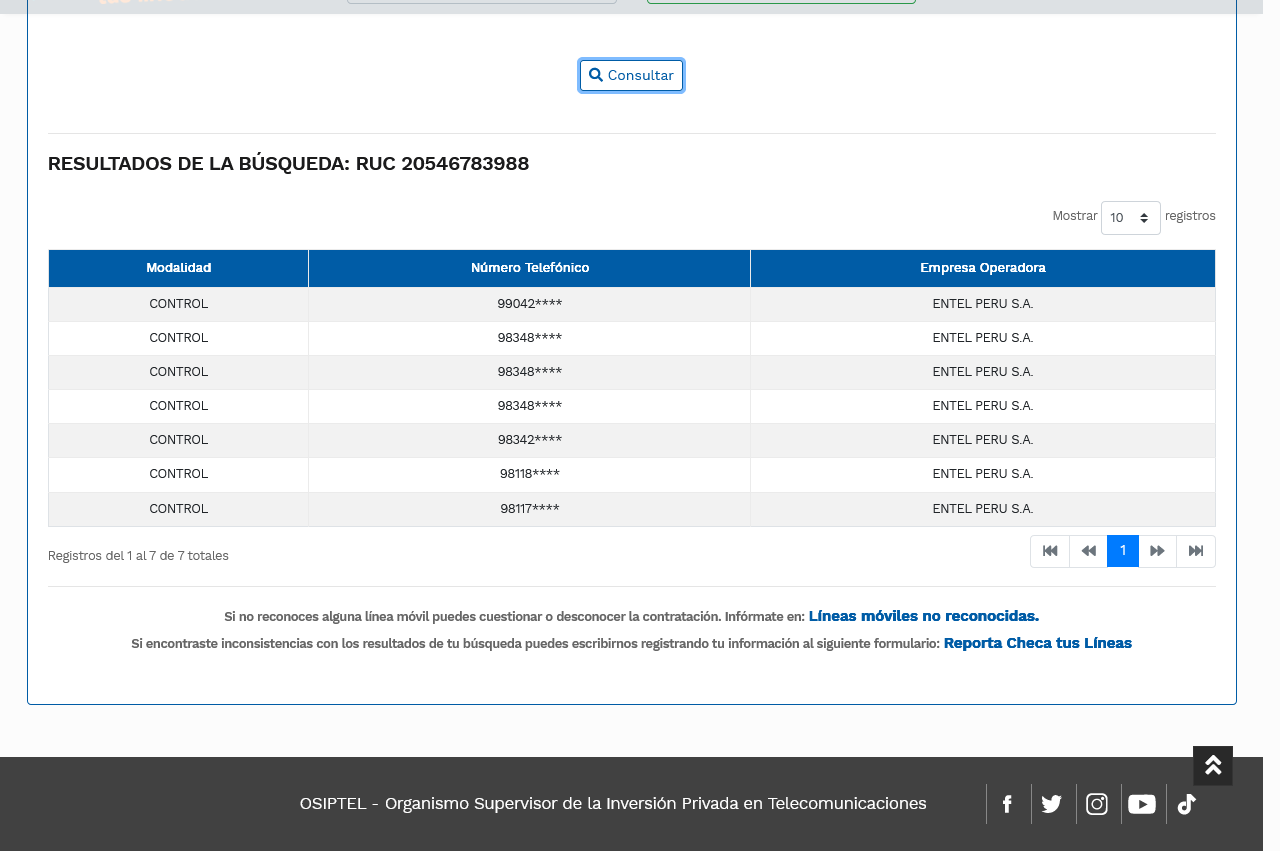 Consultar
RESULTADOS DE LA BÚSQUEDA: RUC 20546783988
Mostrar 10 registros
Modalidad Número Telefónico Empresa Operadora
CONTROL 99042**** ENTEL PERU S.A.
CONTROL 98348**** ENTEL PERU S.A.
CONTROL 98348**** ENTEL PERU S.A.
CONTROL 98348**** ENTEL PERU S.A.
CONTROL 98342**** ENTEL PERU S.A.
CONTROL 98118**** ENTEL PERU S.A.
CONTROL 98117**** ENTEL PERU S.A.
Registros del 1 al 7 de 7 totales
1
Si no reconoces alguna línea móvil puedes cuestionar o desconocer la contratación. Infórmate en: Líneas móviles no reconocidas.
Si encontraste inconsistencias con los resultados de tu búsqueda puedes escribirnos registrando tu información al siguiente formulario: Reporta Checa tus Líneas
OSIPTEL - Organismo Supervisor de la Inversión Privada en Telecomunicaciones